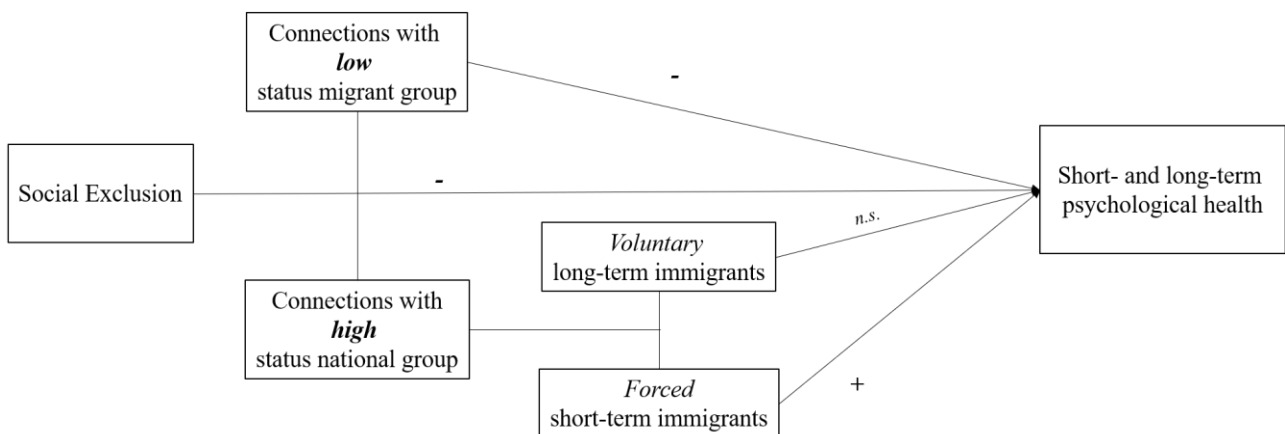 Connections with
low
status migrant group
-
Social Exclusion
-
Short- and long-term
psychological health
Voluntary
long-term immigrants
n.s.
Connections with
high
status national group
Forced
short-term immigrants
+